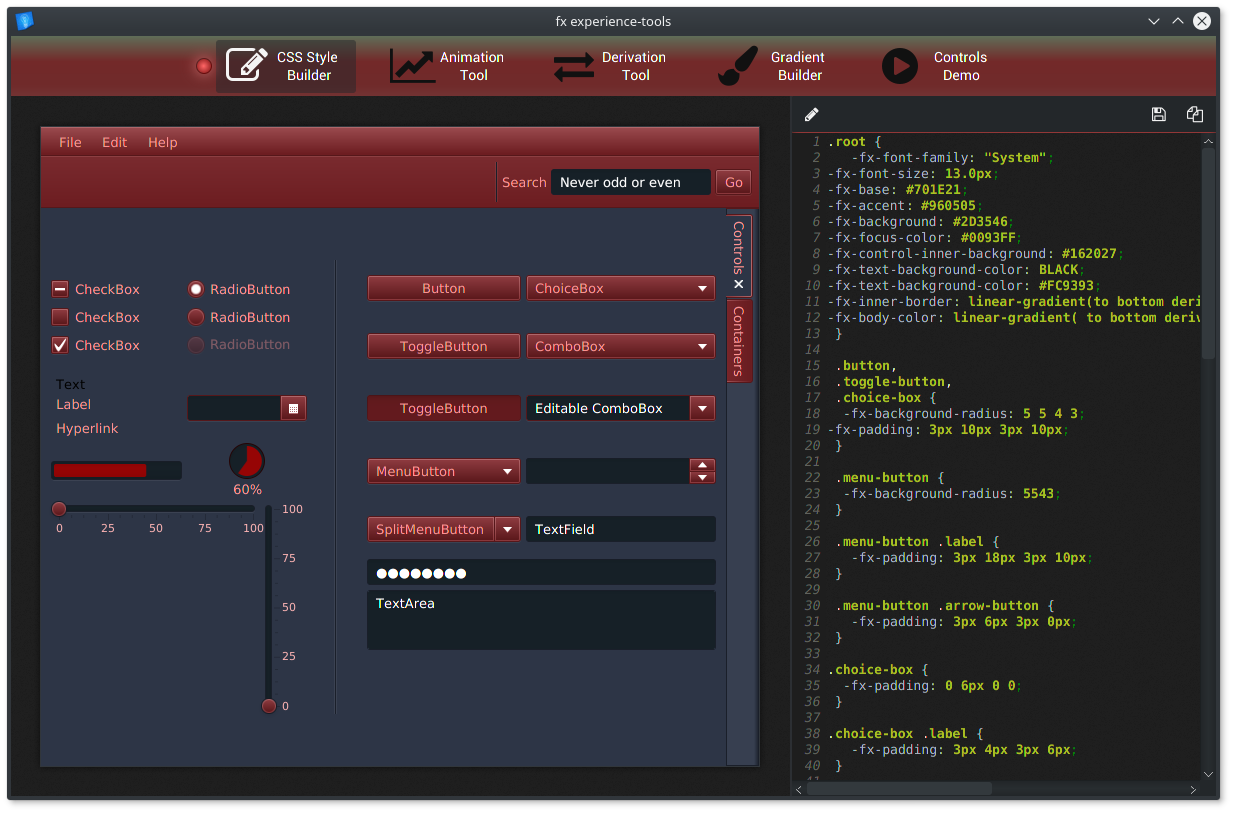 fx experience-tools
CSS Style
Builder
Animation
Tool
Derivation
Tool
Gradient
Builder
Controls
Demo
File Edit Help
Search Never odd or even Go
Controls
Containers
CheckBox RadioButton Button ChoiceBox
CheckBox RadioButton
CheckBox RadioButton ToggleButton ComboBox
Text
Label
Hyperlink
ToggleButton Editable ComboBox
MenuButton
60%
0 25 50 75 100
SplitMenuButton TextField
TextArea
100
75
50
25
0
1 .root {
2 -fx-font-family: "System";
3 -fx-font-size: 13.0px;
4 -fx-base: #701E21;
5 -fx-accent: #960505;
6 -fx-background: #2D3546;
7 -fx-focus-color: #0093FF;
8 -fx-control-inner-background: #162027;
9 -fx-text-background-color: BLACK;
10 -fx-text-background-color: #FC9393;
11 -fx-inner-border: linear-gradient(to bottom deri
12 -fx-body-color: linear-gradient( to bottom deriv
13 }
14
15 .button,
16 .toggle-button,
17 .choice-box {
18 -fx-background-radius: 5 5 4 3;
19 -fx-padding: 3px 10px 3px 10px;
20 }
21
22 .menu-button {
23 -fx-background-radius: 5543;
24 }
25
26 .menu-button .label {
27 -fx-padding: 3px 18px 3px 10px;
28 }
29
30 .menu-button .arrow-button {
31 -fx-padding: 3px 6px 3px 0px;
32 }
33
34 .choice-box {
35 -fx-padding: 0 6px 0 0;
36 }
37
38 .choice-box .label {
39 -fx-padding: 3px 4px 3px 6px;
40 }
41